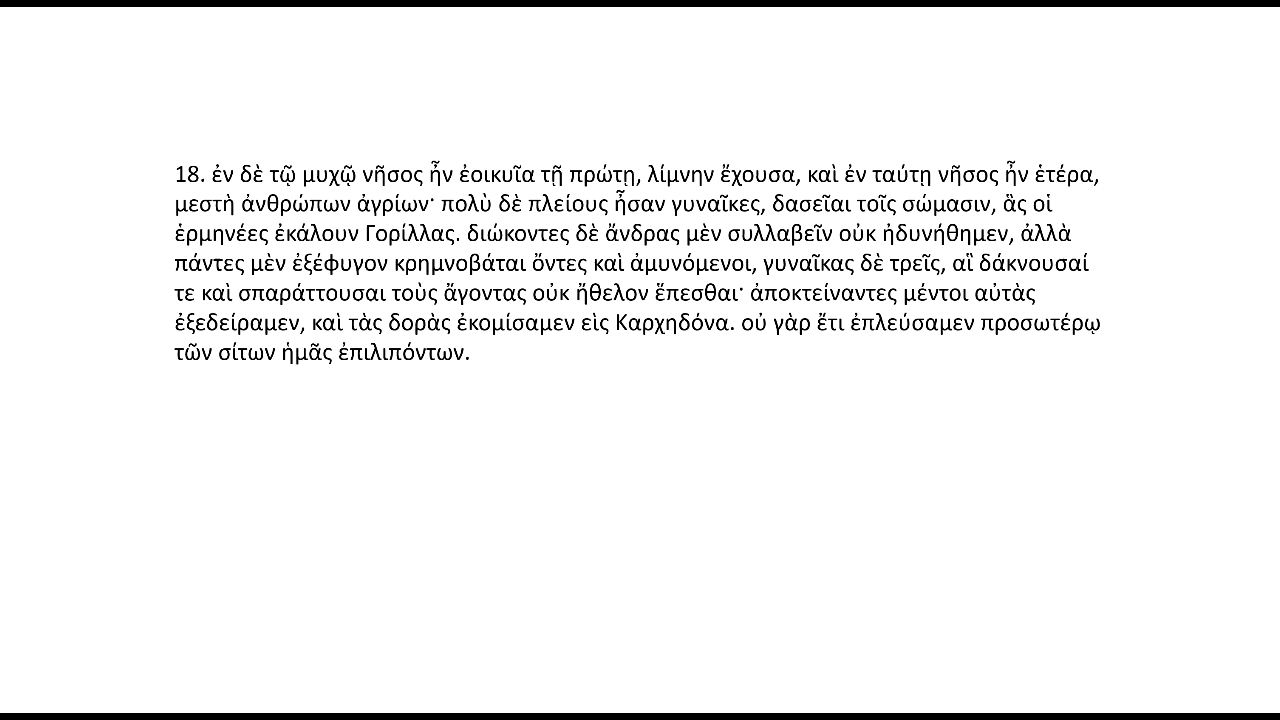 18. ἐν δὲ τῷ μυχῷ νῆσος ἦν ἐοικυῖα τῇ πρώτῃ, λίμνην ἔχουσα, καὶ ἐν ταύτῃ νῆσος ἦν ἑτέρα,
μεστὴ ἀνθρώπων ἀγρίων· πολὺ δὲ πλείους ἦσαν γυναῖκες, δασεῖαι τοῖς σώμασιν, ἃς οἱ
ἑρμηνέες ἐκάλουν Γορίλλας. διώκοντες δὲ ἄνδρας μὲν συλλαβεῖν οὐκ ἠδυνήθημεν, ἀλλὰ
πάντες μὲν ἐξέφυγον κρημνοβάται ὄντες καὶ ἀμυνόμενοι, γυναῖκας δὲ τρεῖς, αἳ δάκνουσαί
τε καὶ σπαράττουσαι τοὺς ἄγοντας οὐκ ἤθελον ἕπεσθαι· ἀποκτείναντες μέντοι αὐτὰς
ἐξεδείραμεν, καὶ τὰς δορὰς ἐκομίσαμεν εἰς Καρχηδόνα. οὐ γὰρ ἔτι ἐπλεύσαμεν προσωτέρῳ
τῶν σίτων ἡμᾶς ἐπιλιπόντων.